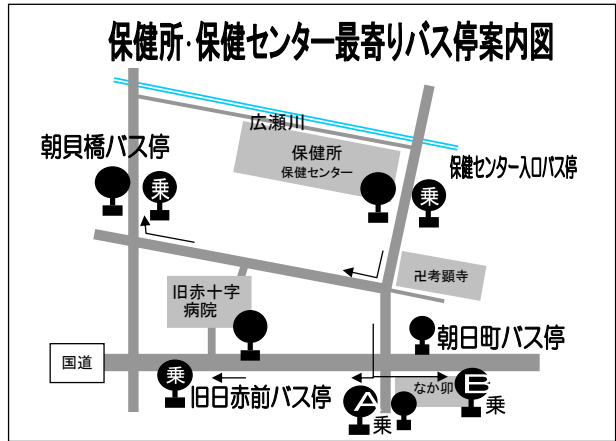 保健所·保健センター最寄りバス停案内図
広瀬川
朝貝橋バス停
保健所
保健センター
保健センター入口バス停
乗
乗
卍考顕寺
旧赤十字
病院
朝日町バス停
国道
乗
旧日赤前バス停
A
乗
なか卯
B
乗